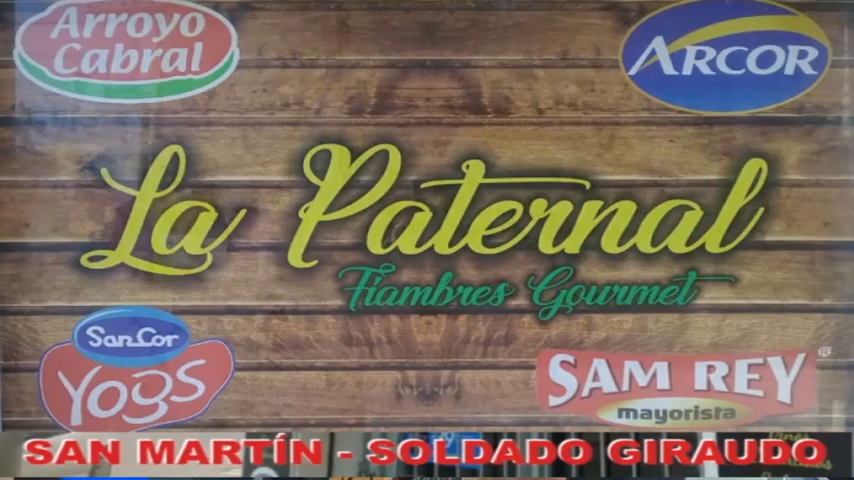 Arroyo
Cabral
ARCOR
La Paternal
Fiambres Gourmet
SanCor
Yogs
SAM REY®
mayorista
SAN MARTÍN - SOLDADO GIRAUDO